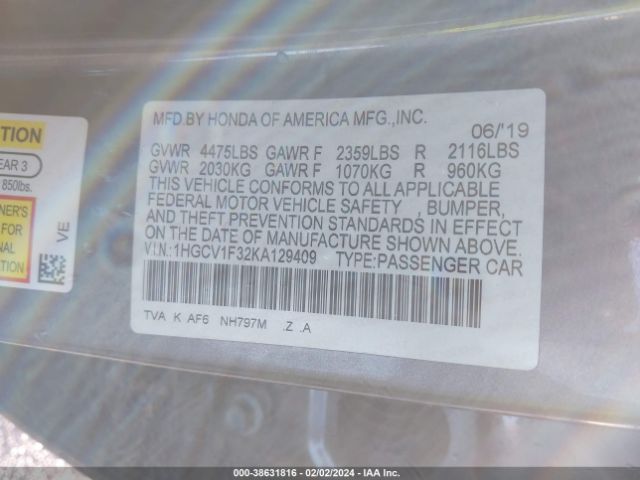 MFD.BY HONDA OF AMERICA MFG.,INC.
06/'19
GVWR 4475LBS GAWR F 2359LBS R 2116LBS
GVWR 2030KG GAWR F 1070KG R 960KG
THIS VEHICLE CONFORMS TO ALL APPLICABLE
FEDERAL MOTOR VEHICLE SAFETY , BUMPER,
AND THEFT PREVENTION STANDARDS IN EFFECT
ON THE DATE OF MANUFACTURE SHOWN ABOVE.
V.I.N.:1HGCV1F32KA129409 TYPE:PASSENGER CAR
TVA K AF6 NH797M .Z .A
TION
EAR 3
850lbs.
NER'S
FOR
NAL
ATION
VE
000-38631816 - 02/02/2024 - IAA Inc.